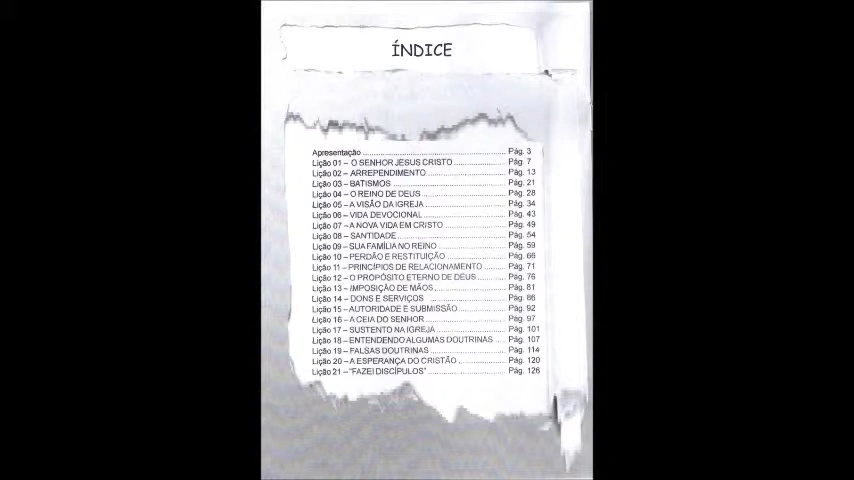 ÍNDICE
Apresentação ........................................................ Pág. 3
Lição 01 – O SENHOR JESUS CRISTO .................... Pág. 7
Lição 02 – ARREPENDIMENTO .............................. Pág. 13
Lição 03 – BATISMOS ............................................ Pág. 21
Lição 04 – O REINO DE DEUS ................................ Pág. 28
Lição 05 – A VISÃO DA IGREJA ............................... Pág. 34
Lição 06 – VIDA DEVOCIONAL ................................ Pág. 43
Lição 07 – A NOVA VIDA EM CRISTO ........................ Pág. 49
Lição 08 – SANTIDADE .......................................... Pág. 54
Lição 09 – SUA FAMÍLIA NO REINO .......................... Pág. 59
Lição 10 – PERDÃO E RESTITUIÇÃO ....................... Pág. 66
Lição 11 – PRINCÍPIOS DE RELACIONAMENTO ........ Pág. 71
Lição 12 – O PROPÓSITO ETERNO DE DEUS .......... Pág. 76
Lição 13 – IMPOSIÇÃO DE MÃOS ............................ Pág. 81
Lição 14 – DONS E SERVIÇOS .............................. Pág. 86
Lição 15 – AUTORIDADE E SUBMISSÃO ................... Pág. 92
Lição 16 – A CEIA DO SENHOR ............................... Pág. 97
Lição 17 – SUSTENTO NA IGREJA ........................... Pág. 101
Lição 18 – ENTENDENDO ALGUMAS DOUTRINAS .... Pág. 107
Lição 19 – FALSAS DOUTRINAS .............................. Pág. 114
Lição 20 – A ESPERANÇA DO CRISTÃO ................... Pág. 120
Lição 21 – "FAZEI DISCÍPULOS" .............................. Pág. 126